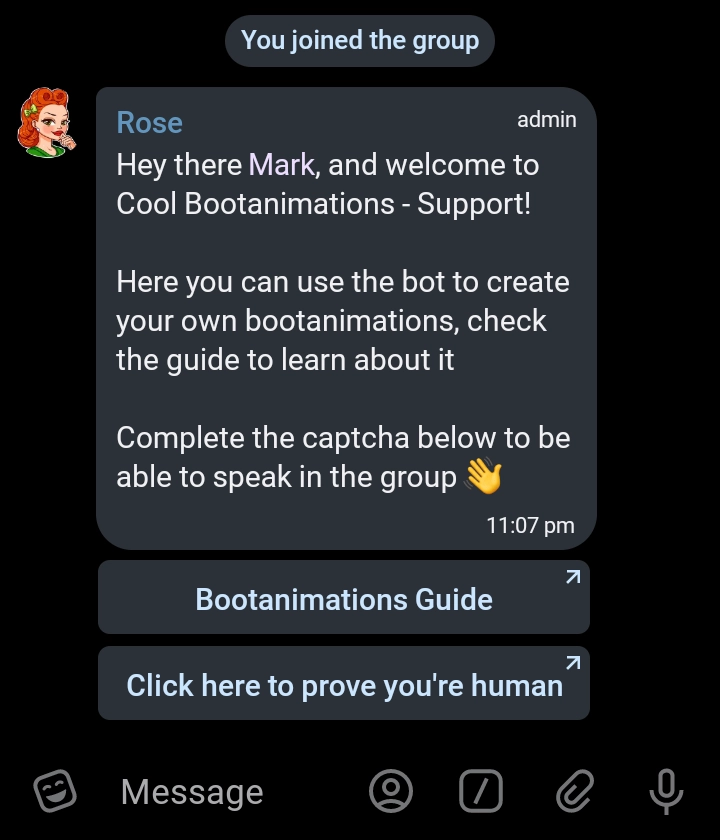 You joined the group
Rose
admin
Hey there Mark, and welcome to
Cool Bootanimations - Support!
Here you can use the bot to create
your own bootanimations, check
the guide to learn about it
Complete the captcha below to be
able to speak in the group 👋
11:07 pm
Bootanimations Guide
Click here to prove you're human
Message